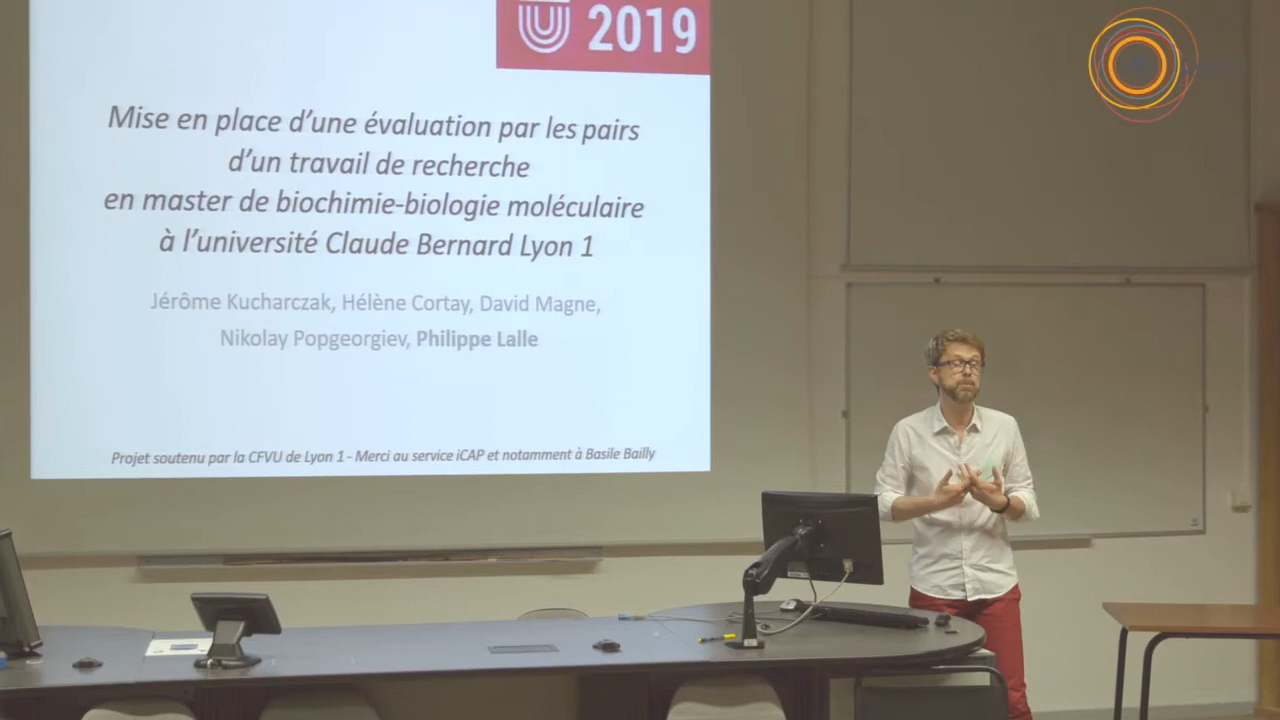 2019
Mise en place d'une évaluation par les pairs
d'un travail de recherche
en master de biochimie-biologie moléculaire
à l'université Claude Bernard Lyon 1
Jérôme Kucharczak, Hélène Cortay, David Magne,
Nikolay Popgeorgiev, Philippe Lalle
Projet soutenu par la CFVU de Lyon 1 - Merci au service iCAP et notamment à Basile Bailly